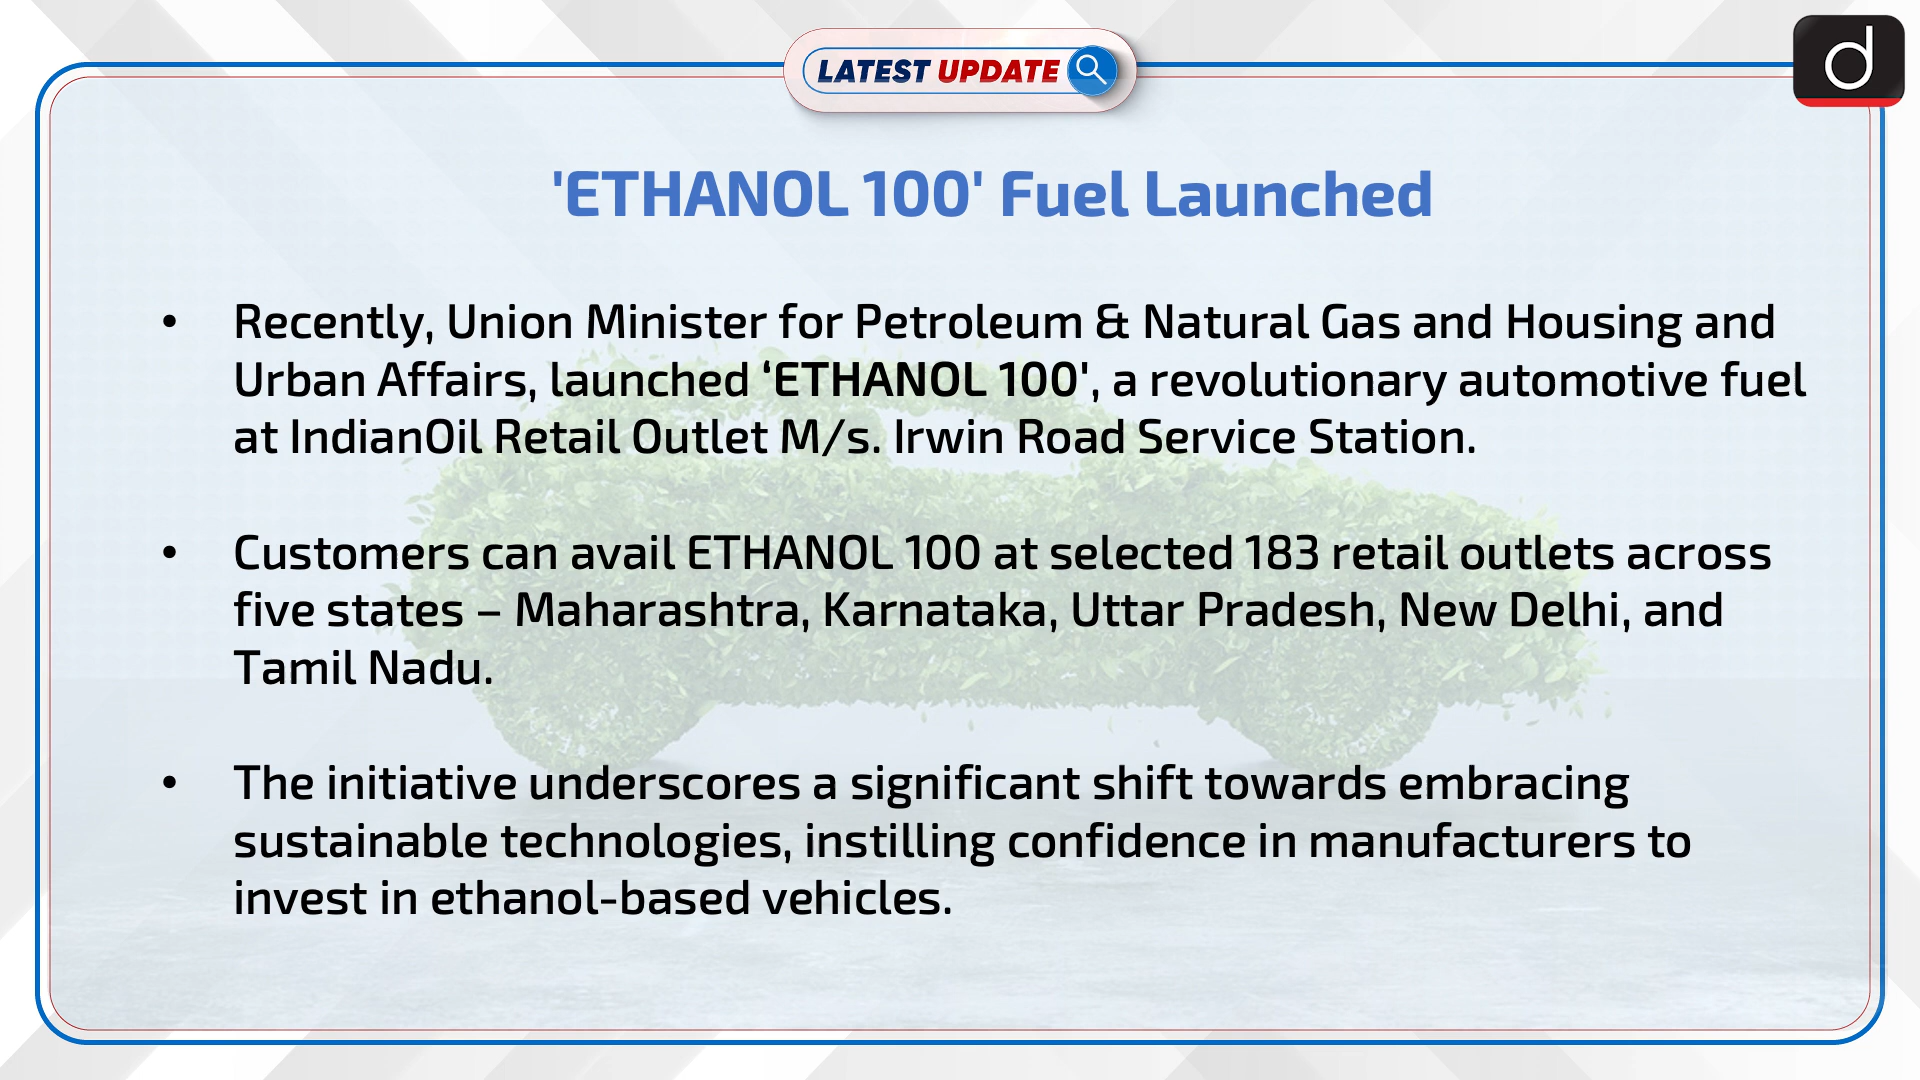 LATEST UPDATE
d
'ETHANOL 100' Fuel Launched
• Recently, Union Minister for Petroleum & Natural Gas and Housing and
Urban Affairs, launched ‘ETHANOL 100', a revolutionary automotive fuel
at IndianOil Retail Outlet M/s. Irwin Road Service Station.
• Customers can avail ETHANOL 100 at selected 183 retail outlets across
five states – Maharashtra, Karnataka, Uttar Pradesh, New Delhi, and
Tamil Nadu.
• The initiative underscores a significant shift towards embracing
sustainable technologies, instilling confidence in manufacturers to
invest in ethanol-based vehicles.